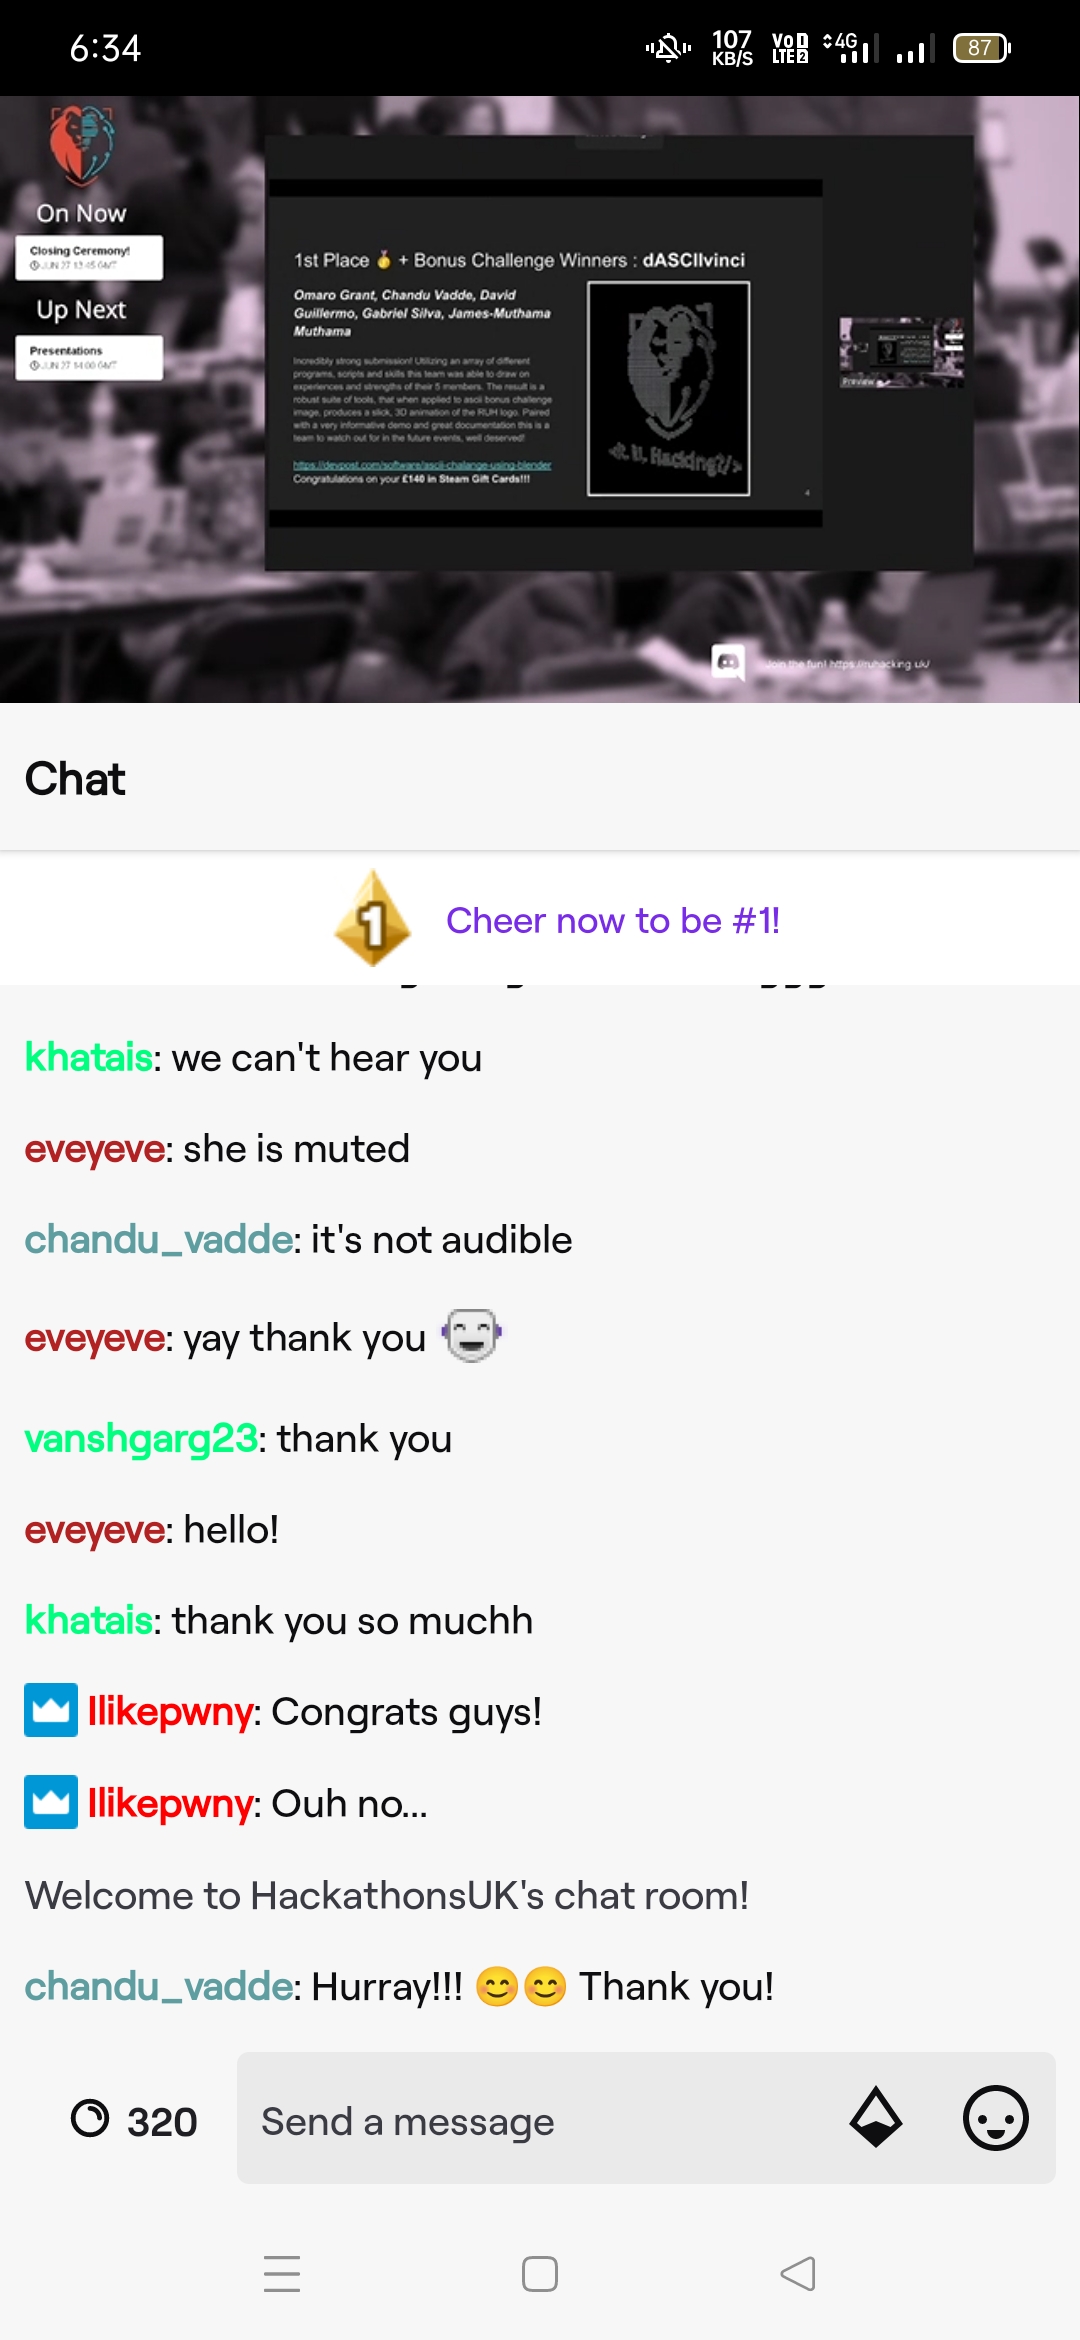 6:34
107
KB/S
Vo 1
LTE 2
4G
87
On Now
Closing Ceremony!
JUN 27 13:45 GMT
Up Next
Presentations
JUN 27 14:00 GMT
1st Place 🥇 + Bonus Challenge Winners : dASCIIvinci
Omaro Grant, Chandu Vadde, David
Guillermo, Gabriel Silva, James-Muthama
Muthama
Incredibly strong submission! Utilizing an array of different
programs, scripts and skills this team was able to draw on
experiences and strengths of their 5 members. The result is a
robust suite of tools, that when applied to ascii bonus challenge
image, produces a slick, 3D animation of the RUH logo. Paired
with a very informative demo and great documentation this is a
team to watch out for in the future events, well deserved!
https://devpost.com/software/ascii-chalange-using-blender
Congratulations on your £140 in Steam Gift Cards!!!
<R. U. Hacking?/>
4
Preview
Join the fun! https://ruhacking.uk/
Chat
1
Cheer now to be #1!
khatais: we can't hear you
eveyeve: she is muted
chandu_vadde: it's not audible
eveyeve: yay thank you
vanshgarg23: thank you
eveyeve: hello!
khatais: thank you so muchh
Ilikepwny: Congrats guys!
Ilikepwny: Ouh no...
Welcome to HackathonsUK's chat room!
chandu_vadde: Hurray!!! 😊😊 Thank you!
320
Send a message